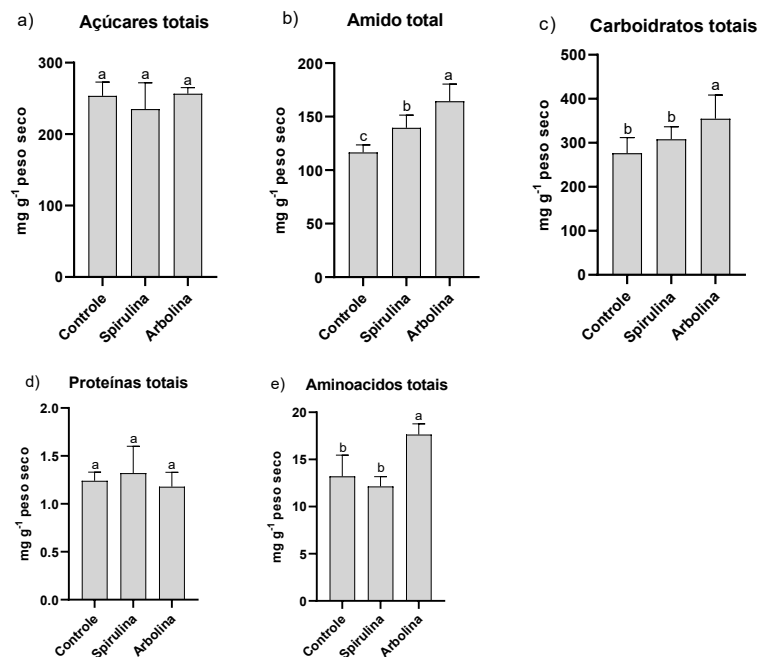 a) Açúcares totais
mg g-1 peso seco
300
200
100
0
a
a
a
Controle
Spirulina
Arbolina
b) Amido total
mg g-1 peso seco
200
150
100
50
0
c
b
a
Controle
Spirulina
Arbolina
c) Carboidratos totais
mg g-1 peso seco
500
400
300
200
100
0
b
b
a
Controle
Spirulina
Arbolina
d) Proteínas totais
mg g-1 peso seco
2.0
1.5
1.0
0.5
0.0
a
a
a
Controle
Spirulina
Arbolina
e) Aminoacidos totais
mg g-1 peso seco
20
15
10
5
0
b
b
a
Controle
Spirulina
Arbolina